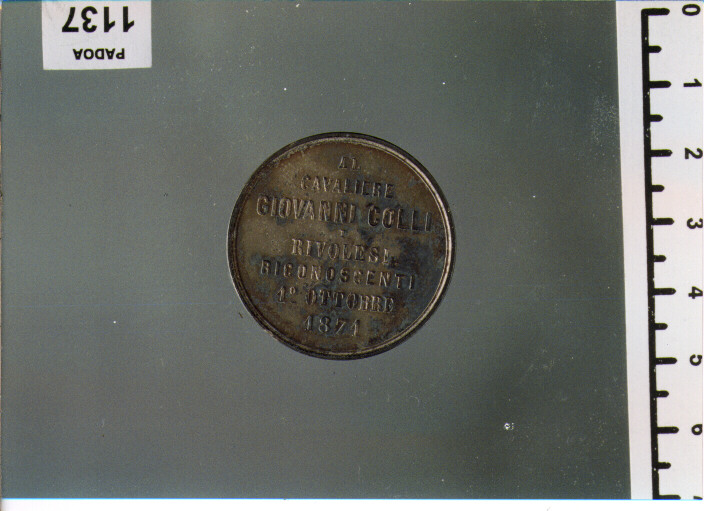 1137
PADOA
AL
CAVALIERE
GIOVANNI COLLI
I
RIVOLESI
RICONOSCENTI
1° OTTOBRE
1871
0
1
2
3
4
5
6